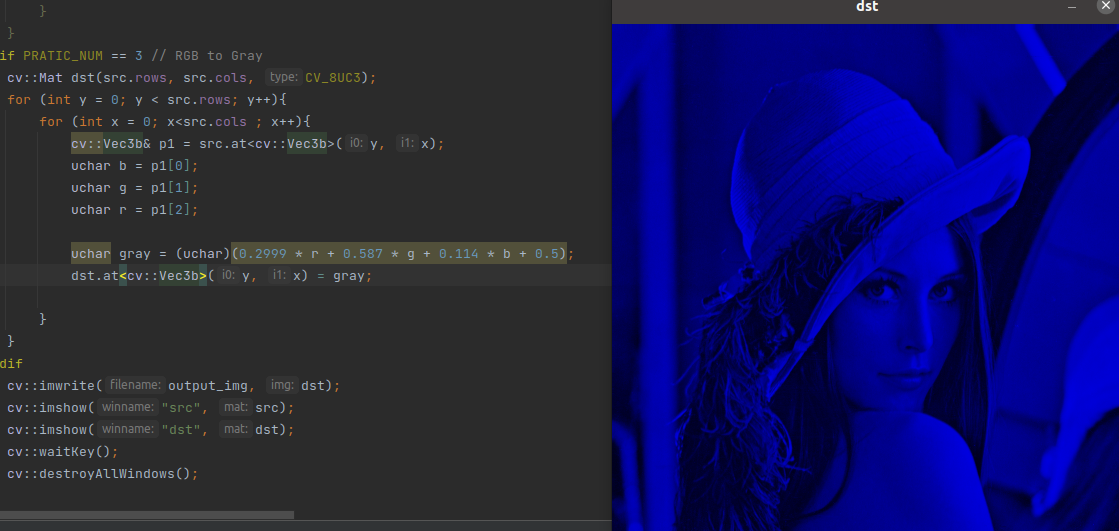 }
}
if PRATIC_NUM == 3 // RGB to Gray
cv::Mat dst(src.rows, src.cols, type: CV_8UC3);
for (int y = 0; y < src.rows; y++){
for (int x = 0; x<src.cols ; x++){
cv::Vec3b& p1 = src.at<cv::Vec3b>( i0: y, i1: x);
uchar b = p1[0];
uchar g = p1[1];
uchar r = p1[2];
uchar gray = (uchar)(0.2999 * r + 0.587 * g + 0.114 * b + 0.5);
dst.at<cv::Vec3b>( i0: y, i1: x) = gray;
}
}
dif
cv::imwrite( filename: output_img, img: dst);
cv::imshow( winname: "src", mat: src);
cv::imshow( winname: "dst", mat: dst);
cv::waitKey();
cv::destroyAllWindows();
dst